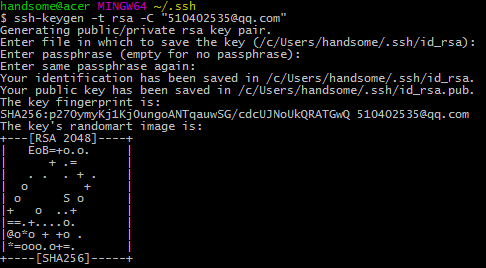 handsome@acer MINGW64 ~/.ssh
$ ssh-keygen -t rsa -C "510402535@qq.com"
Generating public/private rsa key pair.
Enter file in which to save the key (/c/Users/handsome/.ssh/id_rsa):
Enter passphrase (empty for no passphrase):
Enter same passphrase again:
Your identification has been saved in /c/Users/handsome/.ssh/id_rsa.
Your public key has been saved in /c/Users/handsome/.ssh/id_rsa.pub.
The key fingerprint is:
SHA256:p27OymyKj1KjOungoANTqauwSG/cdcUJNoUkQRATGwQ 510402535@qq.com
The key's randomart image is:
+---[RSA 2048]----+
|   EoB=+o.o.     |
|      + .=       |
|   . .  . + .    |
|  o        +     |
| o      S o      |
|+   o  ..+       |
|==.+....o.       |
|@o*o + +o .      |
|*=ooo.o+=.       |
+----[SHA256]-----+